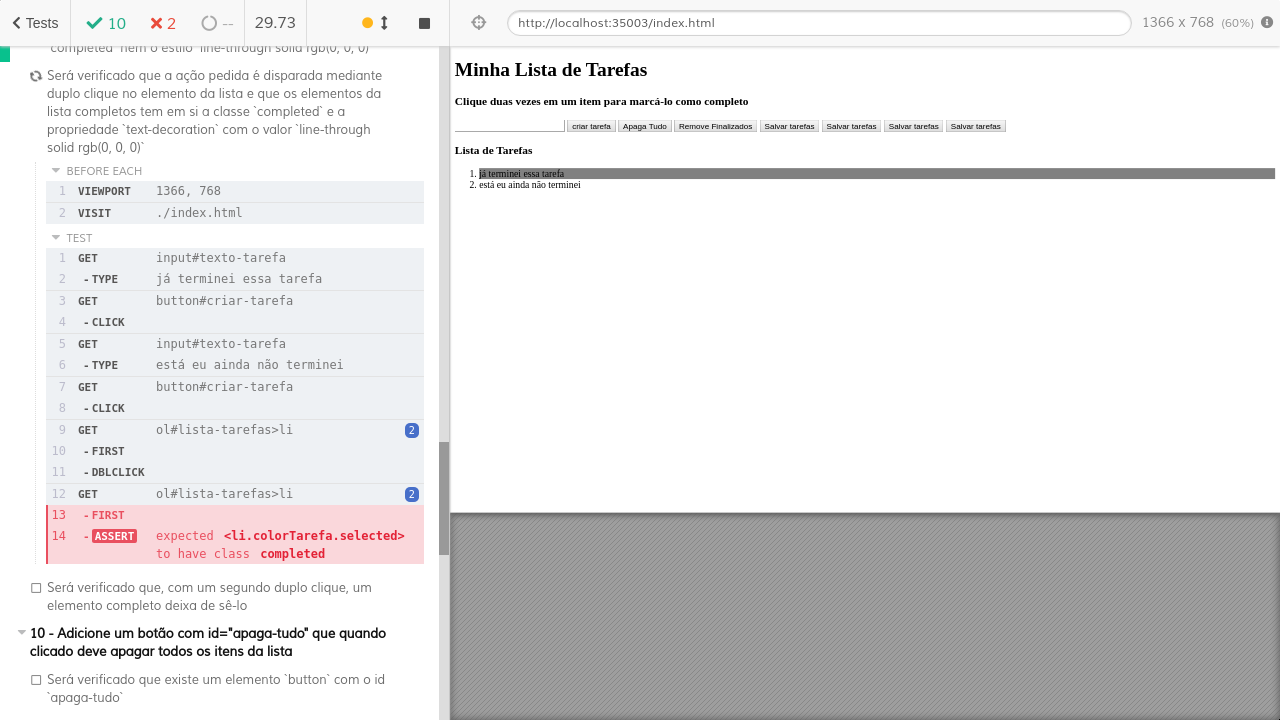 Tests
10
2
--
29.73
http://localhost:35003/index.html
1366 x 768 (60%)
`completed` nem o estilo `line-through solid rgb(0, 0, 0)`
Será verificado que a ação pedida é disparada mediante
duplo clique no elemento da lista e que os elementos da
lista completos tem em si a classe `completed` e a
propriedade `text-decoration` com o valor `line-through
solid rgb(0, 0, 0)`
BEFORE EACH
1 VIEWPORT 1366, 768
2 VISIT ./index.html
TEST
1 GET input#texto-tarefa
2 -TYPE já terminei essa tarefa
3 GET button#criar-tarefa
4 -CLICK
5 GET input#texto-tarefa
6 -TYPE está eu ainda não terminei
7 GET button#criar-tarefa
8 -CLICK
9 GET ol#lista-tarefas>li 2
10 -FIRST
11 -DBLCLICK
12 GET ol#lista-tarefas>li 2
13 -FIRST
14 -ASSERT expected <li.colorTarefa.selected>
to have class completed
Será verificado que, com um segundo duplo clique, um
elemento completo deixa de sê-lo
10 - Adicione um botão com id="apaga-tudo" que quando
clicado deve apagar todos os itens da lista
Será verificado que existe um elemento `button` com o id
`apaga-tudo`
Minha Lista de Tarefas
Clique duas vezes em um item para marcá-lo como completo
criar tarefa Apaga Tudo Remove Finalizados Salvar tarefas Salvar tarefas Salvar tarefas Salvar tarefas
Lista de Tarefas
1. já terminei essa tarefa
2. está eu ainda não terminei